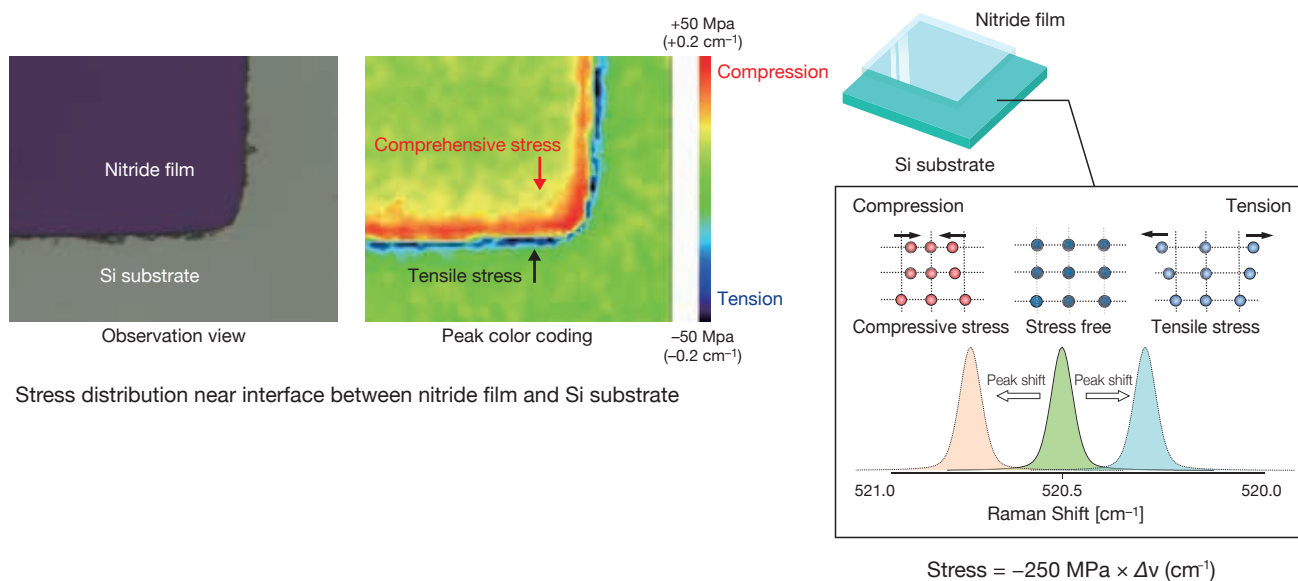 +50 Mpa
(+0.2 cm⁻¹)
Compression
Comprehensive stress
Nitride film
Si substrate
Tensile stress
Tension
Observation view
Peak color coding
–50 Mpa
(–0.2 cm⁻¹)
Stress distribution near interface between nitride film and Si substrate
Nitride film
Si substrate
Compression
Tension
Compressive stress
Stress free
Tensile stress
Peak shift
Peak shift
521.0
520.5
520.0
Raman Shift [cm⁻¹]
Stress = –250 MPa × Δν (cm⁻¹)